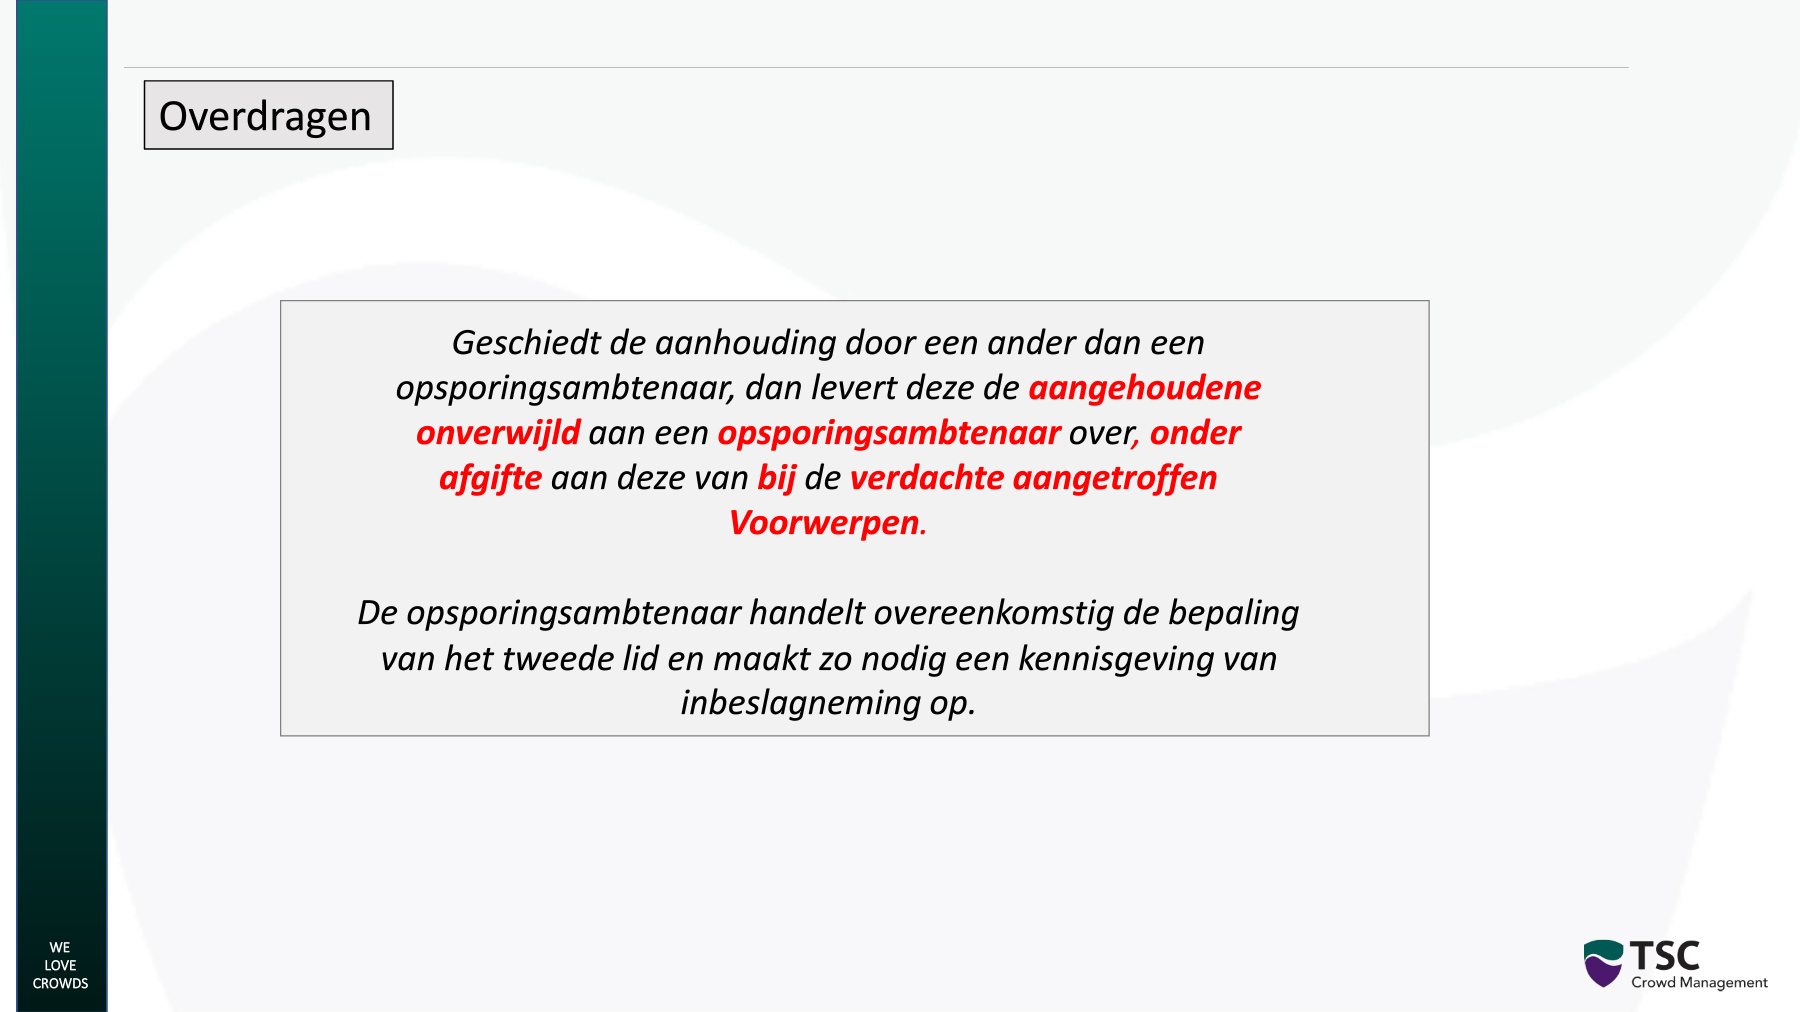 Overdragen
Geschiedt de aanhouding door een ander dan een
opsporingsambtenaar, dan levert deze de aangehoudene
onverwijld aan een opsporingsambtenaar over, onder
afgifte aan deze van bij de verdachte aangetroffen
Voorwerpen.
De opsporingsambtenaar handelt overeenkomstig de bepaling
van het tweede lid en maakt zo nodig een kennisgeving van
inbeslagneming op.
WE
LOVE
CROWDS
TSC
Crowd Management